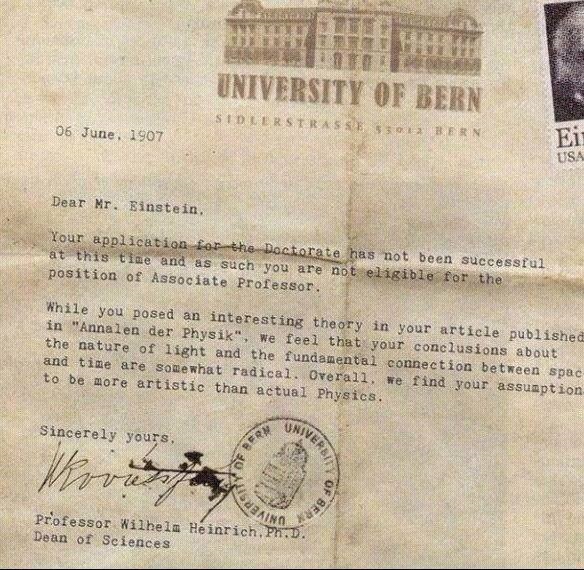 UNIVERSITY OF BERN
SIDLERSTRASSE 53012 BERN
USA
06 June, 1907
Dear Mr. Einstein,
Your application for the Doctorate has not been successful
at this time and as such you are not eligible for the
position of Associate Professor.
While you posed an interesting theory in your article published
in "Annalen der Physik", we feel that your conclusions about
the nature of light and the fundamental connection between spac
and time are somewhat radical. Overall, we find your assumption
to be more artistic than actual Physics.
Sincerely yours,
UNIVERSITY OF BERN UNIVERSITY OF BERN
Professor Wilhelm Heinrich,Ph.D.
Dean of Sciences